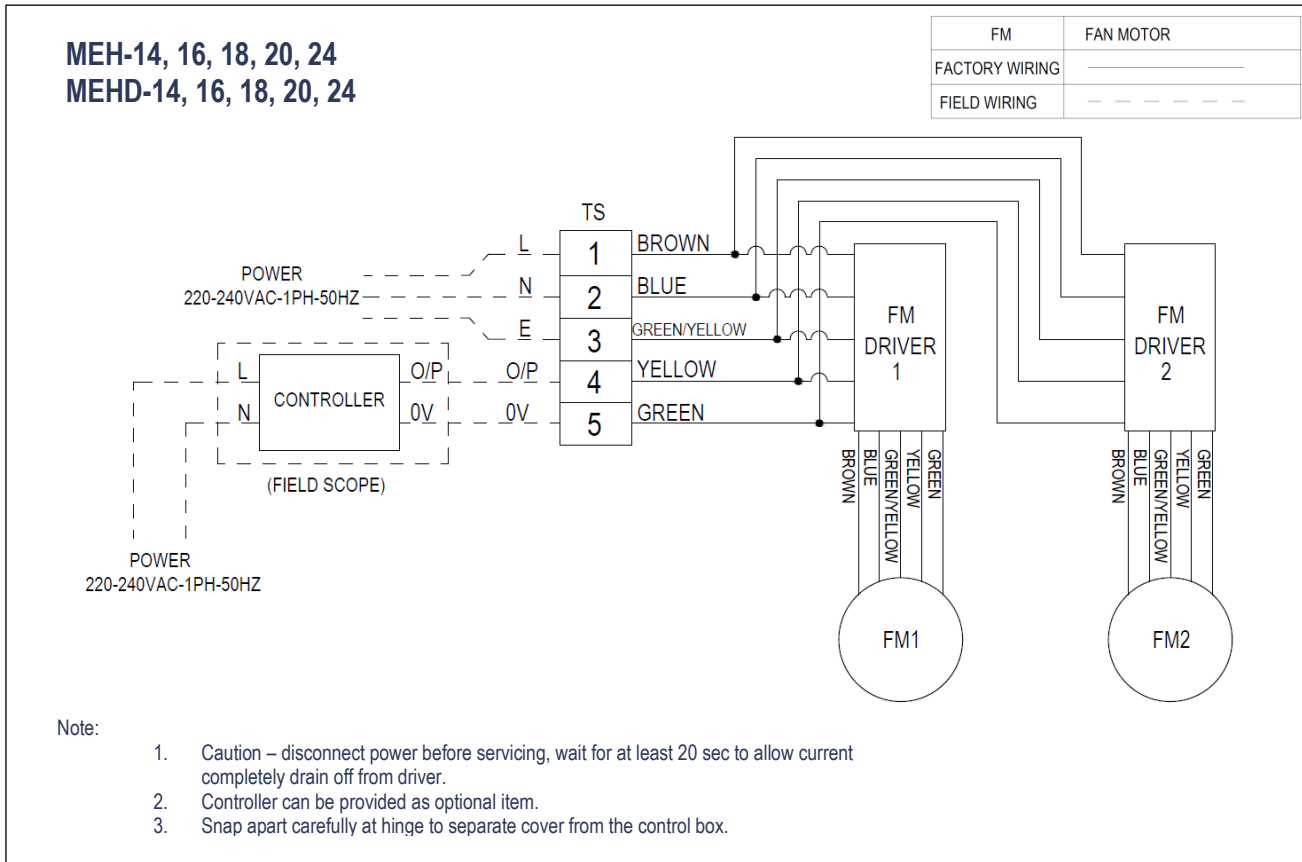 MEH-14, 16, 18, 20, 24
MEHD-14, 16, 18, 20, 24
FM FAN MOTOR
FACTORY WIRING
FIELD WIRING
TS
L 1 BROWN
POWER
220-240VAC-1PH-50HZ
N 2 BLUE
E 3 GREEN/YELLOW
L CONTROLLER O/P O/P 4 YELLOW
N 0V 0V 5 GREEN
(FIELD SCOPE)
POWER
220-240VAC-1PH-50HZ
FM
DRIVER
1
FM
DRIVER
2
BROWN
BLUE
GREEN/YELLOW
YELLOW
GREEN
BROWN
BLUE
GREEN/YELLOW
YELLOW
GREEN
FM1
FM2
Note:
1. Caution – disconnect power before servicing, wait for at least 20 sec to allow current
completely drain off from driver.
2. Controller can be provided as optional item.
3. Snap apart carefully at hinge to separate cover from the control box.